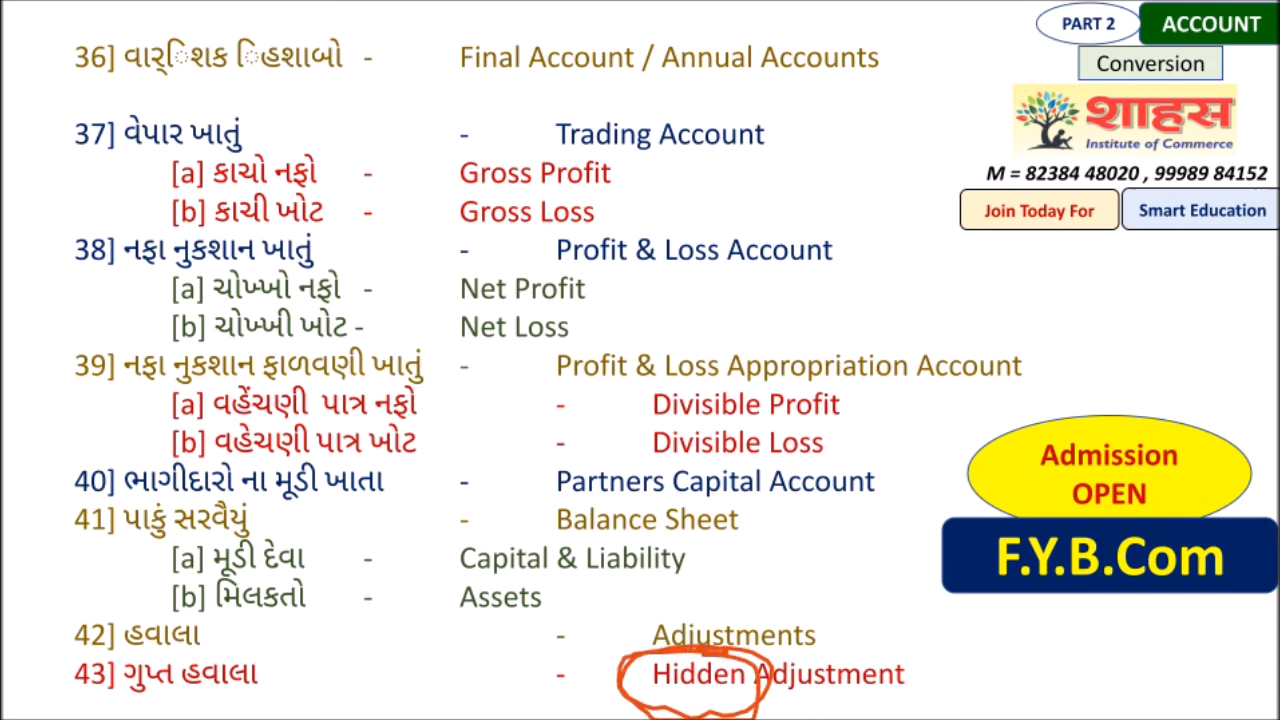 36] વાર્િશક િહશાબો - Final Account / Annual Accounts
37] વેપાર ખાતું - Trading Account
[a] કાચો નફો - Gross Profit
[b] કાચી ખોટ - Gross Loss
38] નફા નુકશાન ખાતું - Profit & Loss Account
[a] ચોખ્ખો નફો - Net Profit
[b] ચોખ્ખી ખોટ - Net Loss
39] નફા નુકશાન ફાળવણી ખાતું - Profit & Loss Appropriation Account
[a] વહેંચણી પાત્ર નફો - Divisible Profit
[b] વહેચણી પાત્ર ખોટ - Divisible Loss
40] ભાગીદારો ના મૂડી ખાતા - Partners Capital Account
41] પાકું સરવૈયું - Balance Sheet
[a] મૂડી દેવા - Capital & Liability
[b] મિલકતો - Assets
42] હવાલા - Adjustments
43] ગુપ્ત હવાલા - Hidden Adjustment
PART 2 ACCOUNT
Conversion
शाहस
Institute of Commerce
M = 82384 48020 , 99989 84152
Join Today For Smart Education
Admission
OPEN
F.Y.B.Com